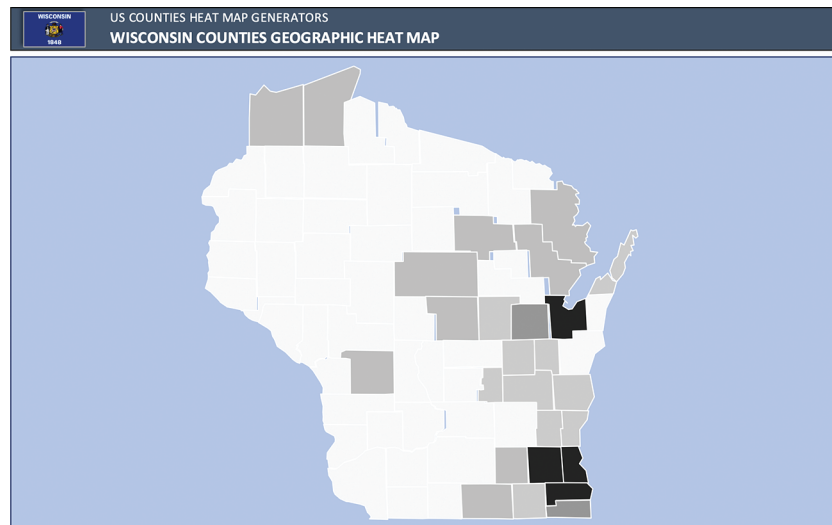 WISCONSIN
1848
US COUNTIES HEAT MAP GENERATORS
WISCONSIN COUNTIES GEOGRAPHIC HEAT MAP